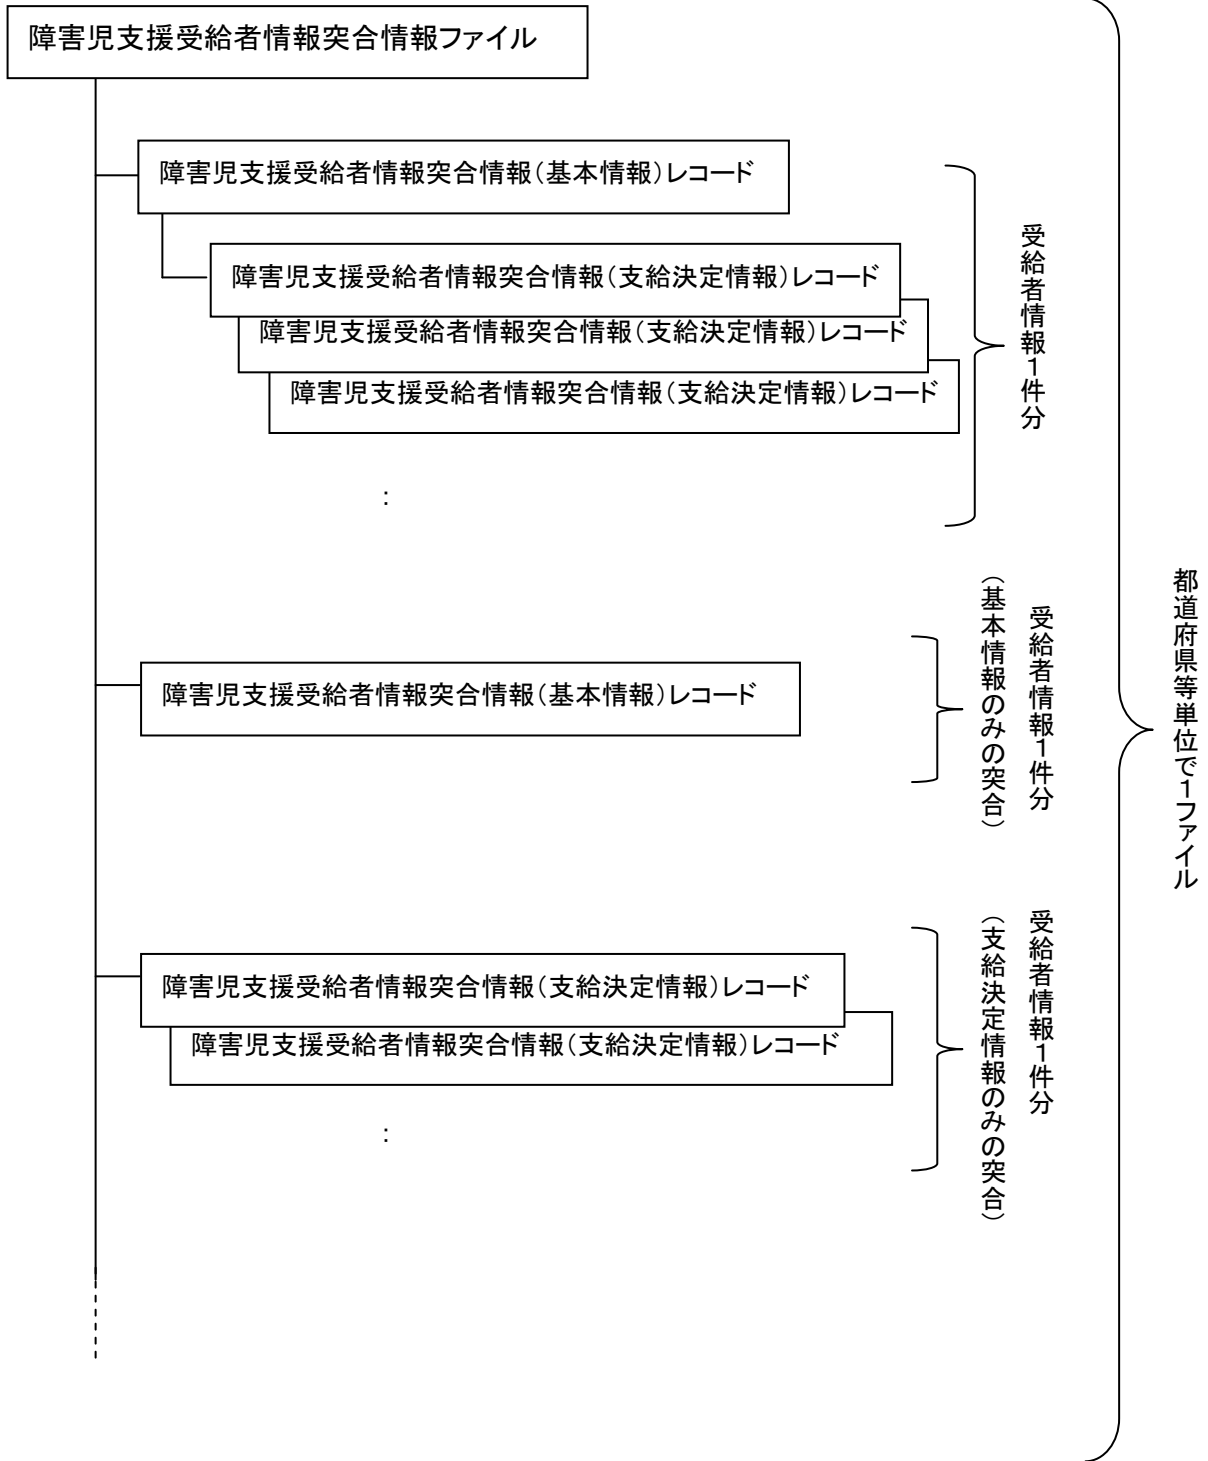 障害児支援受給者情報突合情報ファイル
障害児支援受給者情報突合情報(基本情報)レコード
障害児支援受給者情報突合情報(支給決定情報)レコード
障害児支援受給者情報突合情報(支給決定情報)レコード
障害児支援受給者情報突合情報(支給決定情報)レコード
:
受給者情報1件分
障害児支援受給者情報突合情報(基本情報)レコード
受給者情報1件分
(基本情報のみの突合)
障害児支援受給者情報突合情報(支給決定情報)レコード
障害児支援受給者情報突合情報(支給決定情報)レコード
:
受給者情報1件分
(支給決定情報のみの突合)
都道府県等単位で1ファイル